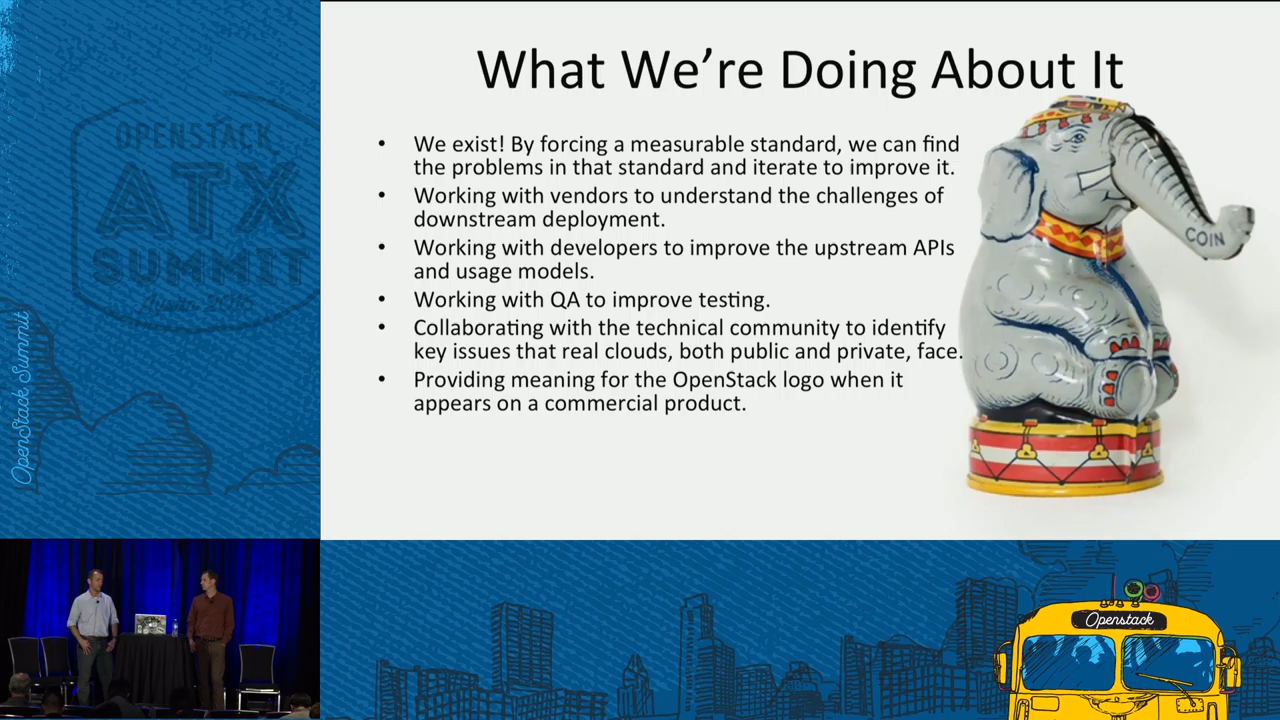 What We're Doing About It
• We exist! By forcing a measurable standard, we can find
the problems in that standard and iterate to improve it.
• Working with vendors to understand the challenges of
downstream deployment.
• Working with developers to improve the upstream APIs
and usage models.
• Working with QA to improve testing.
• Collaborating with the technical community to identify
key issues that real clouds, both public and private, face.
• Providing meaning for the OpenStack logo when it
appears on a commercial product.
COIN
OPENSTACK
ATX
SUMMIT
Austin 2016
OpenStack Summit
Openstack